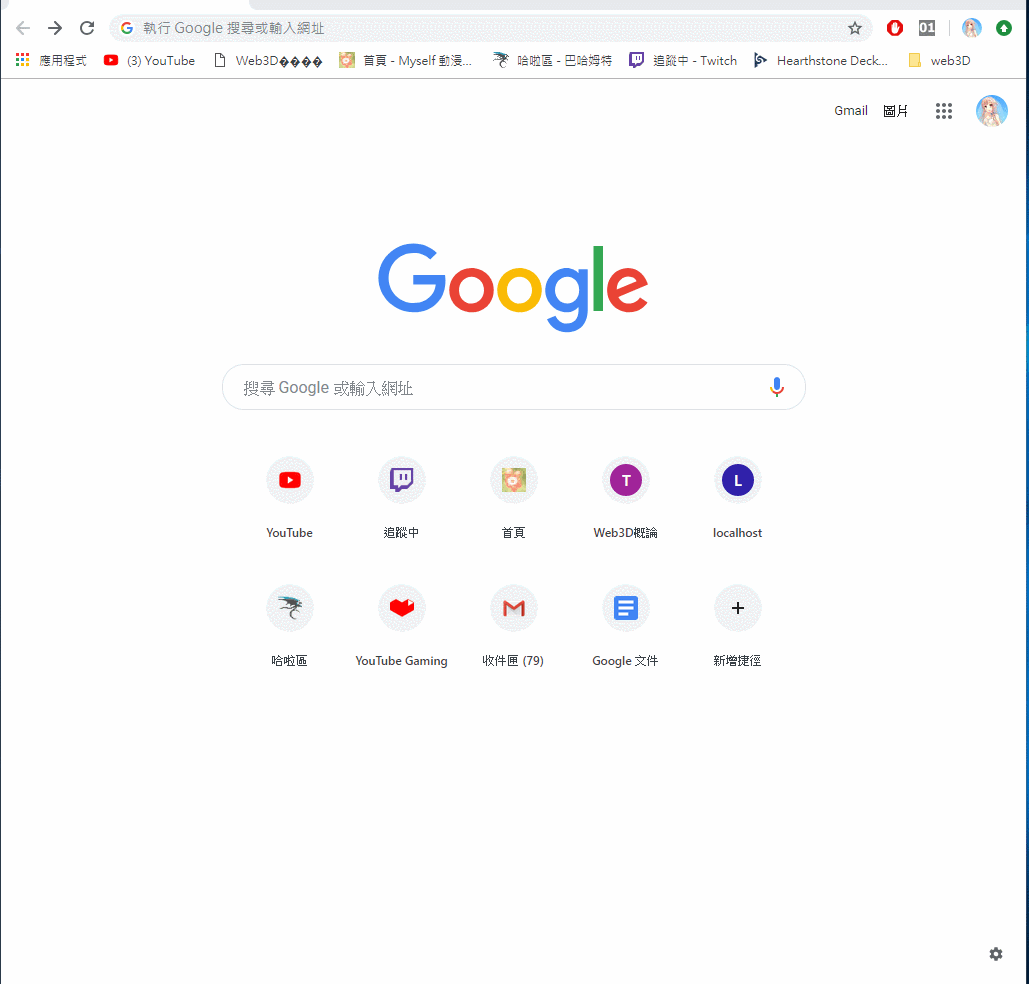 執行 Google 搜尋或輸入網址
01
應用程式 (3) YouTube Web3D���� 首頁 - Myself 動漫... 哈啦區 - 巴哈姆特 追蹤中 - Twitch Hearthstone Deck... web3D
Gmail 圖片
Google
搜尋 Google 或輸入網址
T L
YouTube 追蹤中 首頁 Web3D概論 localhost
哈啦區 YouTube Gaming 收件匣 (79) Google 文件 新增捷徑